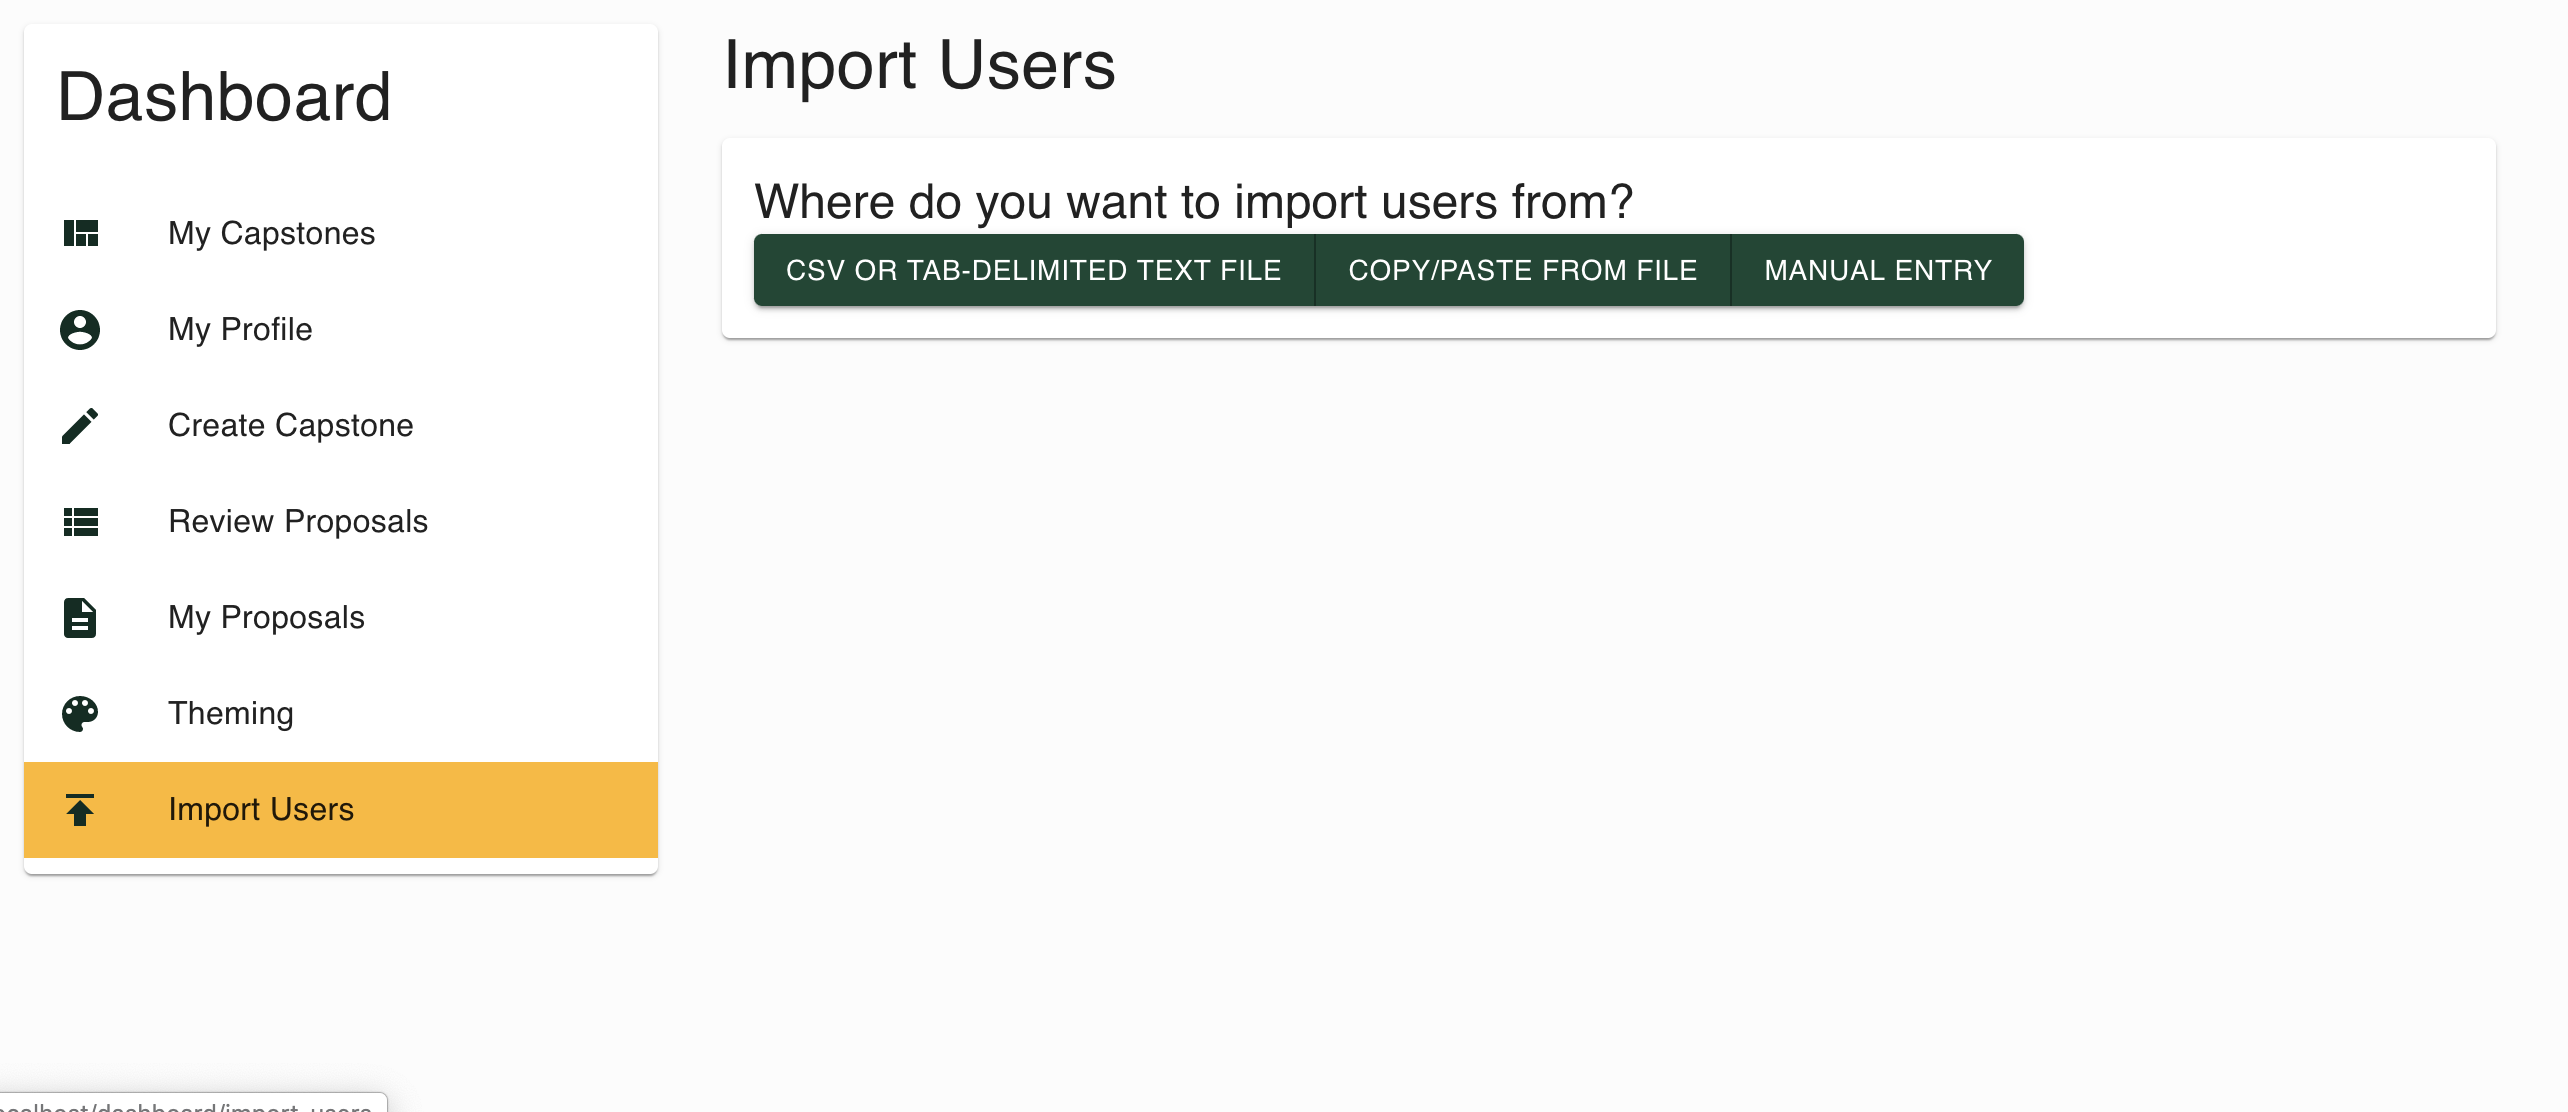 Dashboard
My Capstones
My Profile
Create Capstone
Review Proposals
My Proposals
Theming
Import Users
Import Users
Where do you want to import users from?
CSV OR TAB-DELIMITED TEXT FILE
COPY/PASTE FROM FILE
MANUAL ENTRY
ocalhost/dashboard/import_users